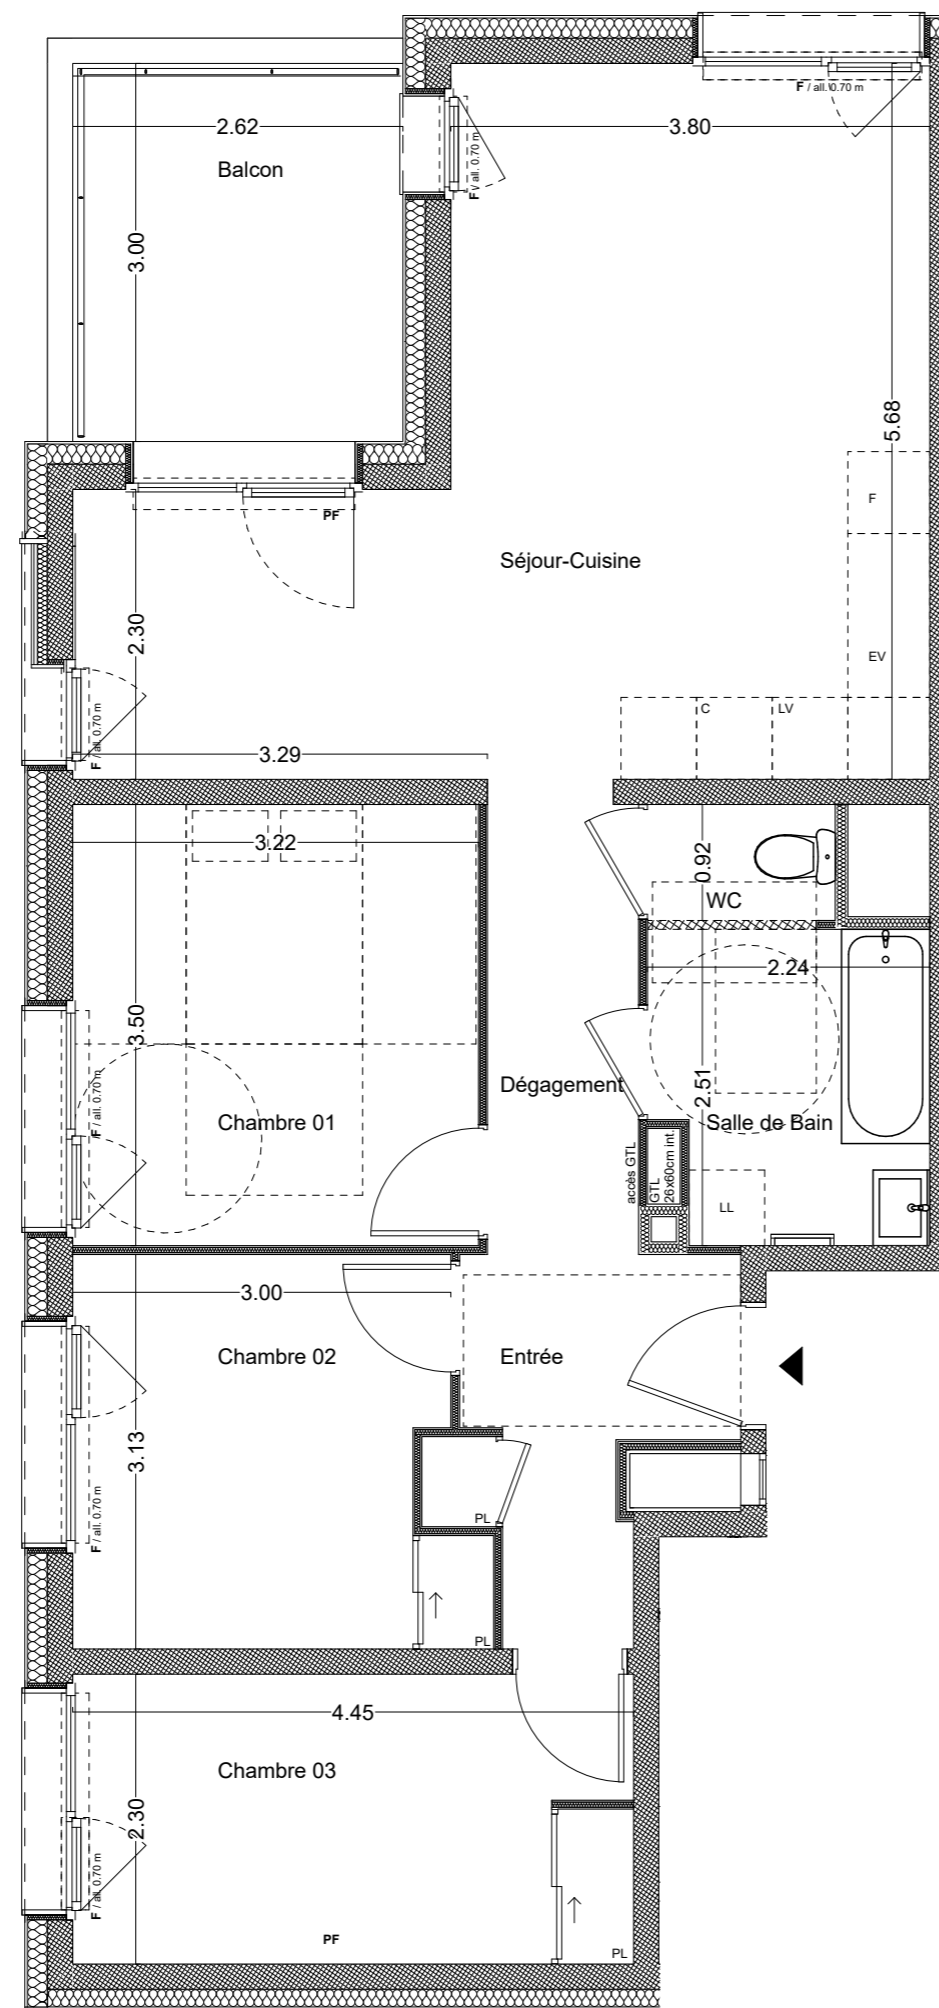 F / all. 0.70 m
2.62
3.80
Balcon
F / all. 0.70 m
3.00
5.68
F
PF
Séjour-Cuisine
2.30
EV
C
LV
F / all. 0.70 m
3.29
3.22
0.92
WC
2.24
3.50
Dégagement
2.51
F / all. 0.70 m
Chambre 01
Salle de Bain
accès GTL
GTL
26x60cm int.
LL
3.00
Chambre 02
Entrée
3.13
F / all. 0.70 m
PL
PL
4.45
Chambre 03
2.30
F / all. 0.70 m
PF
PL